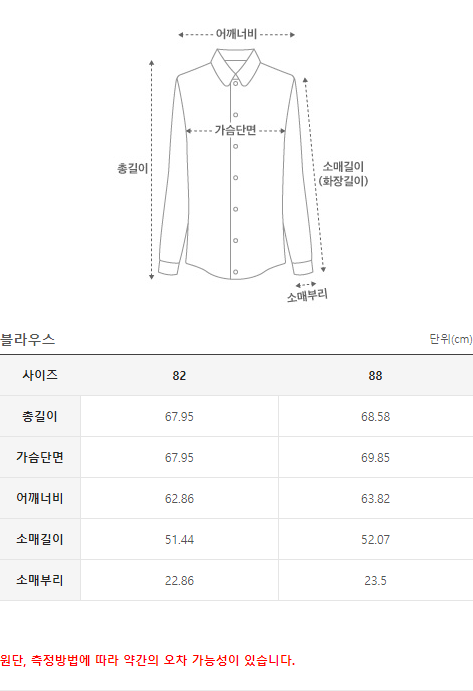 어깨너비
가슴단면
총길이
소매길이
(화장길이)
소매부리
블라우스 단위(cm)
사이즈 82 88
총길이 67.95 68.58
가슴단면 67.95 69.85
어깨너비 62.86 63.82
소매길이 51.44 52.07
소매부리 22.86 23.5
원단, 측정방법에 따라 약간의 오차 가능성이 있습니다.